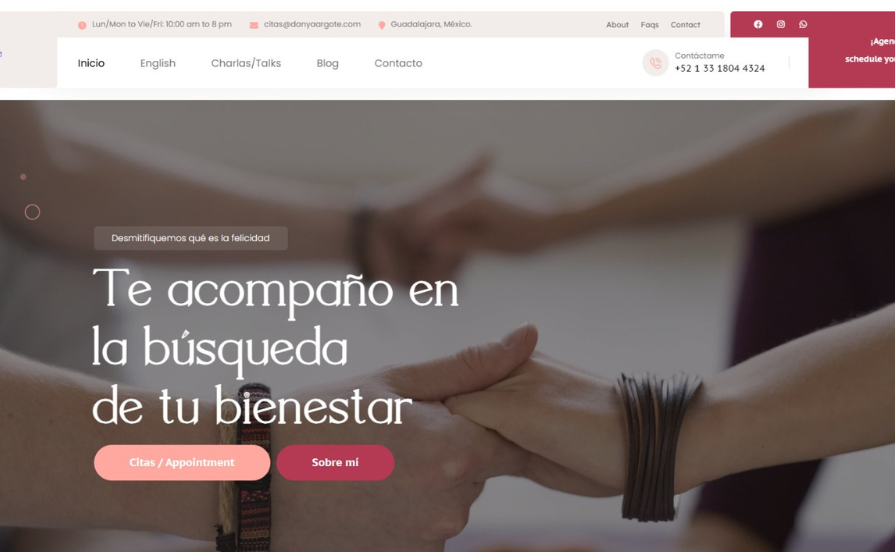 Lun/Mon to Vie/Fri: 10:00 am to 8 pm
citas@danyaargote.com
Guadalajara, México.
About
Faqs
Contact
¡Agen
schedule you
Inicio
English
Charlas/Talks
Blog
Contacto
Contáctame
+52 1 33 1804 4324
Desmitifiquemos qué es la felicidad
Te acompaño en
la búsqueda
de tu bienestar
Citas / Appointment
Sobre mí